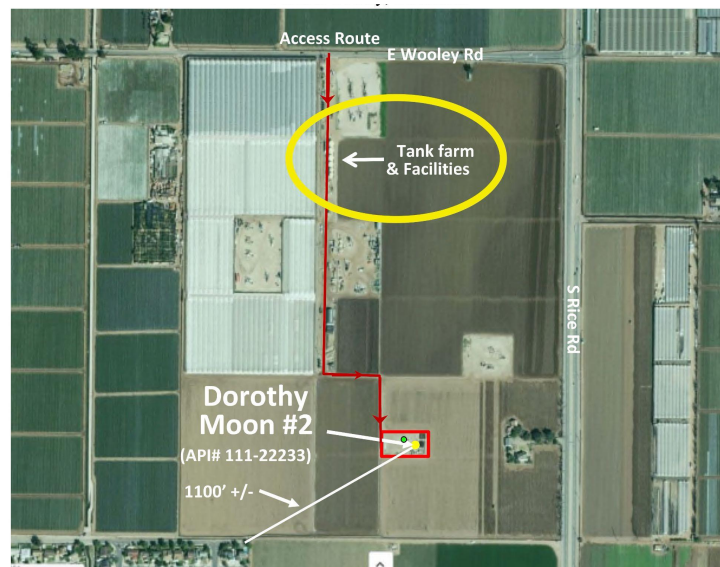 Access Route
E Wooley Rd
Tank farm
& Facilities
S Rice Rd
Dorothy
Moon #2
(API# 111-22233)
1100' +/-